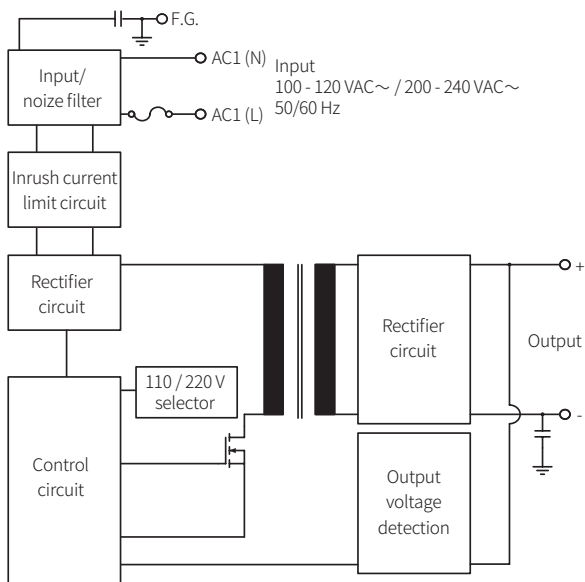 F.G.
AC1 (N)
Input
100 - 120 VAC～ / 200 - 240 VAC～
50/60 Hz
AC1 (L)
Input/
noize filter
Inrush current
limit circuit
Rectifier
circuit
Rectifier
circuit
+
Output
-
110 / 220 V
selector
Control
circuit
Output
voltage
detection